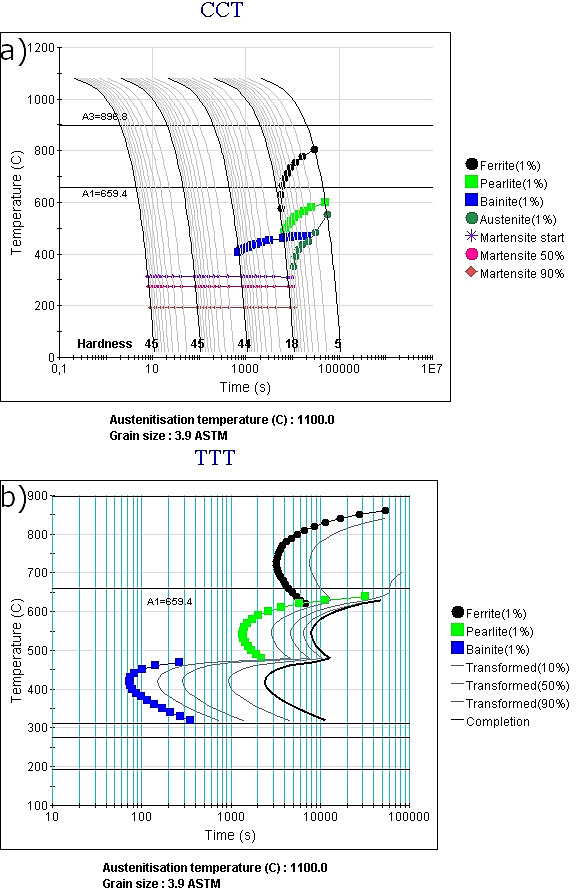 CCT
a)
1200
1000
800
600
400
200
0
Temperature (C)
A3=896.8
A1=659.4
Hardness 45 45 44 18 5
0,1 10 1000 100000 1E7
Time (s)
Ferrite(1%)
Pearlite(1%)
Bainite(1%)
Austenite(1%)
Martensite start
Martensite 50%
Martensite 90%
Austenitisation temperature (C) : 1100.0
Grain size : 3.9 ASTM
TTT
b)
900
800
700
600
500
400
300
200
100
Temperature (C)
A1=659.4
10 100 1000 10000 100000
Time (s)
Ferrite(1%)
Pearlite(1%)
Bainite(1%)
Transformed(10%)
Transformed(50%)
Transformed(90%)
Completion
Austenitisation temperature (C) : 1100.0
Grain size : 3.9 ASTM